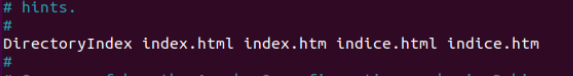 # hints.
#
DirectoryIndex index.html index.htm indice.html indice.htm
#